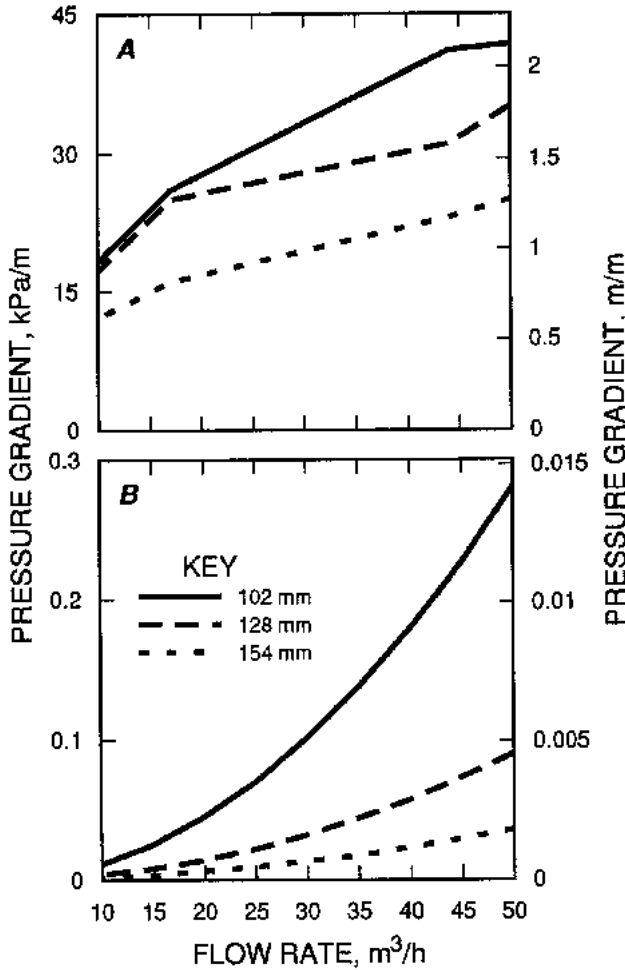 45
A
2
30
1.5
1
15
0.5
0
0
PRESSURE GRADIENT, kPa/m
PRESSURE GRADIENT, m/m
0.3
0.015
B
KEY
102 mm
128 mm
154 mm
0.2
0.01
0.1
0.005
0
0
10 15 20 25 30 35 40 45 50
FLOW RATE, m³/h